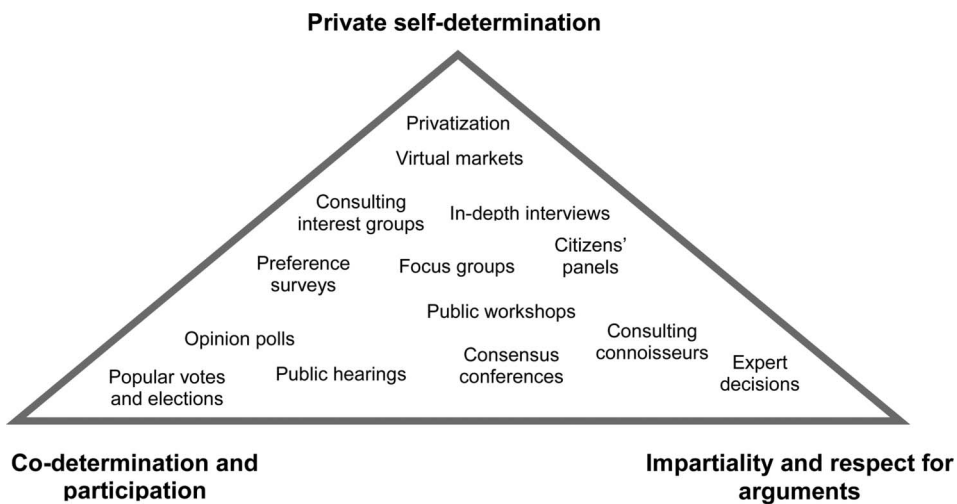 Private self-determination
Privatization
Virtual markets
Consulting
interest groups
In-depth interviews
Citizens’
panels
Preference
surveys
Focus groups
Public workshops
Opinion polls
Consulting
connoisseurs
Popular votes
and elections
Public hearings
Consensus
conferences
Expert
decisions
Co-determination and
participation
Impartiality and respect for
arguments